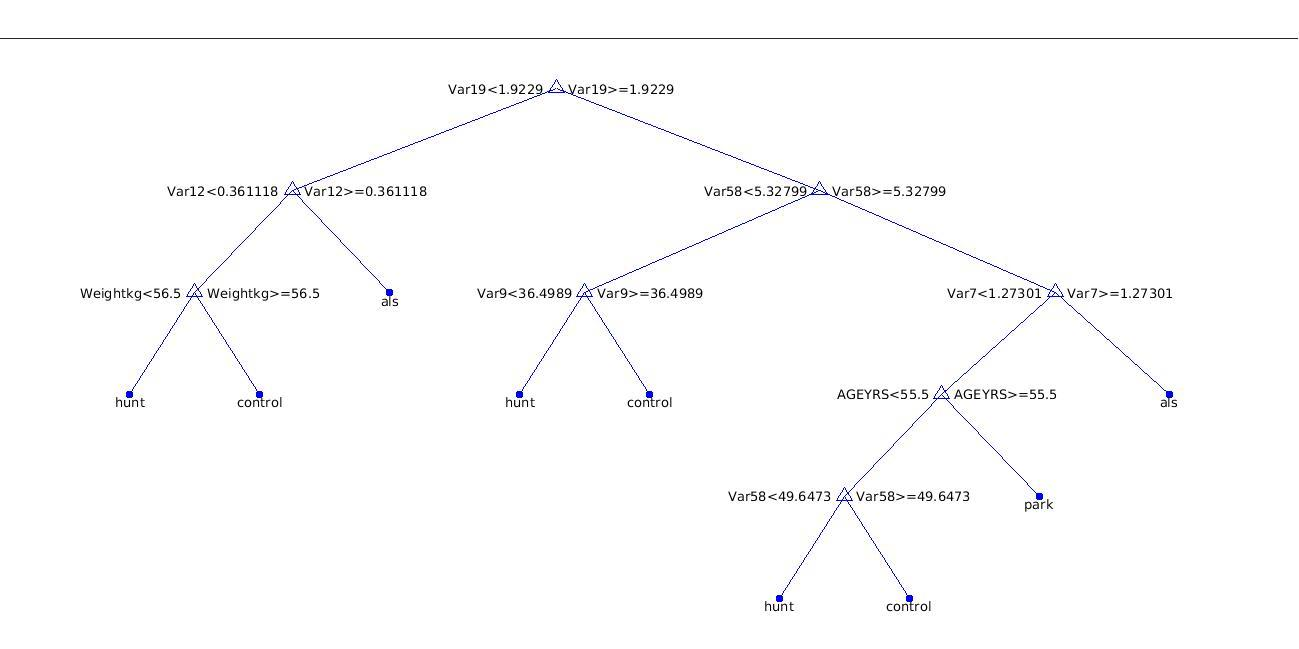 Var19<1.9229 Var19>=1.9229
Var12<0.361118 Var12>=0.361118 Var58<5.32799 Var58>=5.32799
Weightkg<56.5 Weightkg>=56.5 als Var9<36.4989 Var9>=36.4989 Var7<1.27301 Var7>=1.27301
hunt control hunt control AGEYRS<55.5 AGEYRS>=55.5 als
Var58<49.6473 Var58>=49.6473 park
hunt control